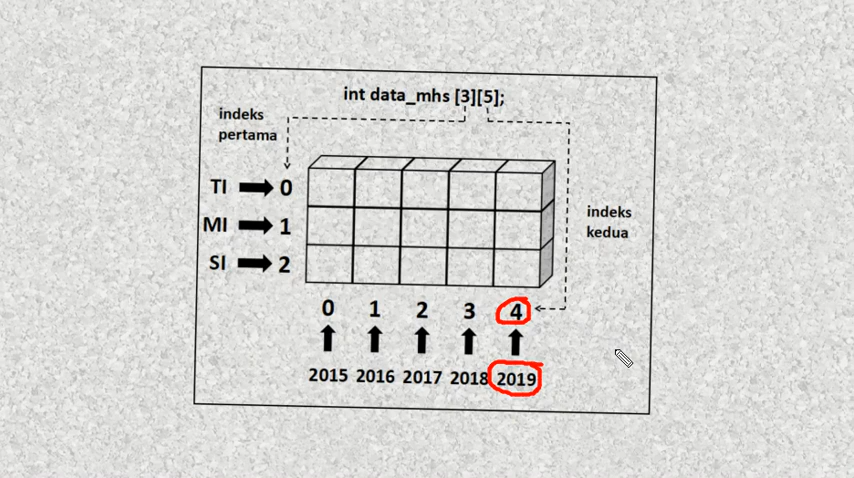 int data_mhs [3][5];
indeks
pertama
TI 0
MI 1
SI 2
indeks
kedua
0 1 2 3 4
2015 2016 2017 2018 2019